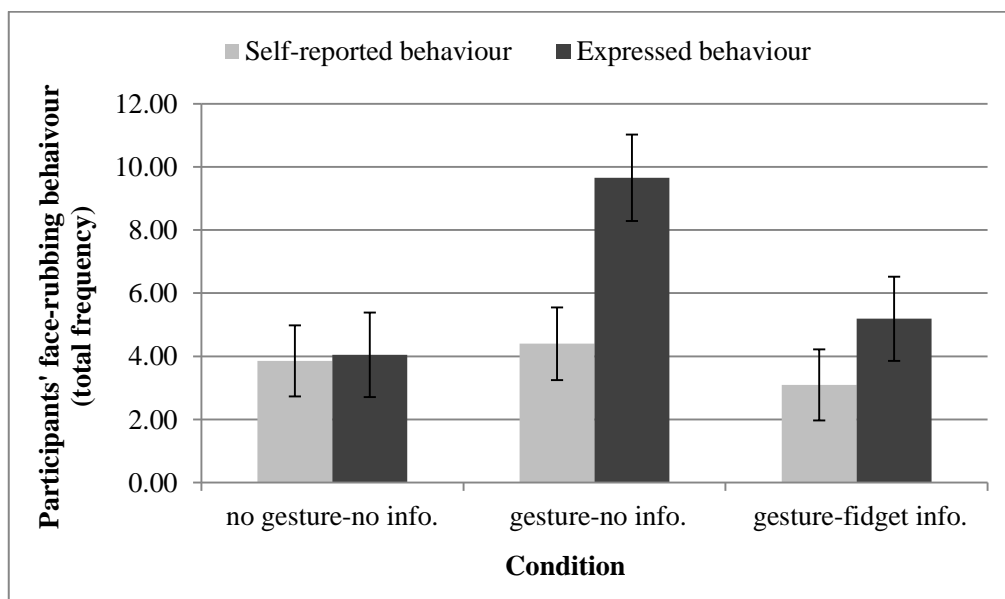 Self-reported behaviour Expressed behaviour
Participants' face-rubbing behaivour
(total frequency)
12.00
10.00
8.00
6.00
4.00
2.00
0.00
no gesture-no info. gesture-no info. gesture-fidget info.
Condition